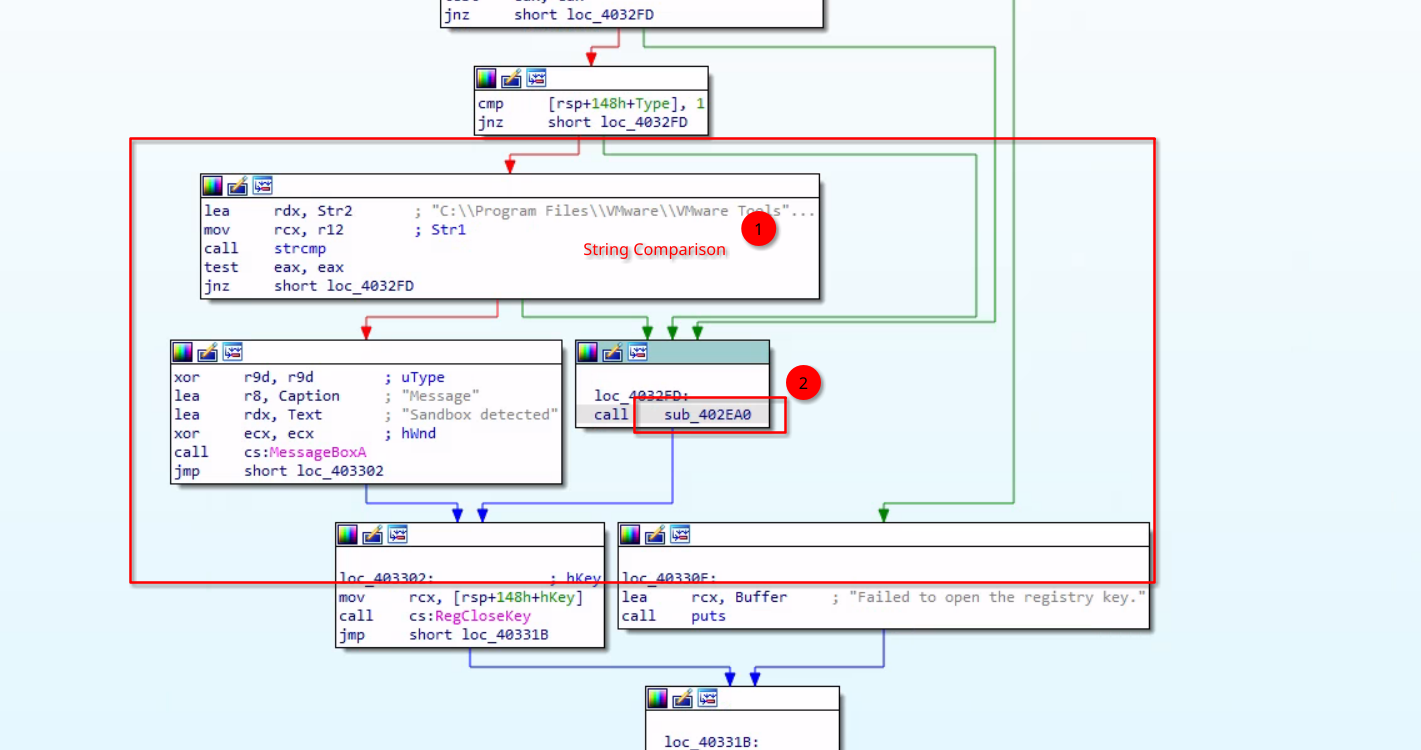 jnz short loc_4032FD
cmp [rsp+148h+Type], 1
jnz short loc_4032FD
lea rdx, Str2 ; "C:\\Program Files\\VMware\\VMware Tools"...
mov rcx, r12 ; Str1
1
call strcmp
String Comparison
test eax, eax
jnz short loc_4032FD
xor r9d, r9d ; uType
lea r8, Caption ; "Message"
lea rdx, Text ; "Sandbox detected"
xor ecx, ecx ; hWnd
call cs:MessageBoxA
jmp short loc_403302
2
loc_4032FD:
call sub_402EA0
loc_403302: ; hKey
mov rcx, [rsp+148h+hKey]
call cs:RegCloseKey
jmp short loc_40331B
loc_40330E:
lea rcx, Buffer ; "Failed to open the registry key."
call puts
loc_40331B: